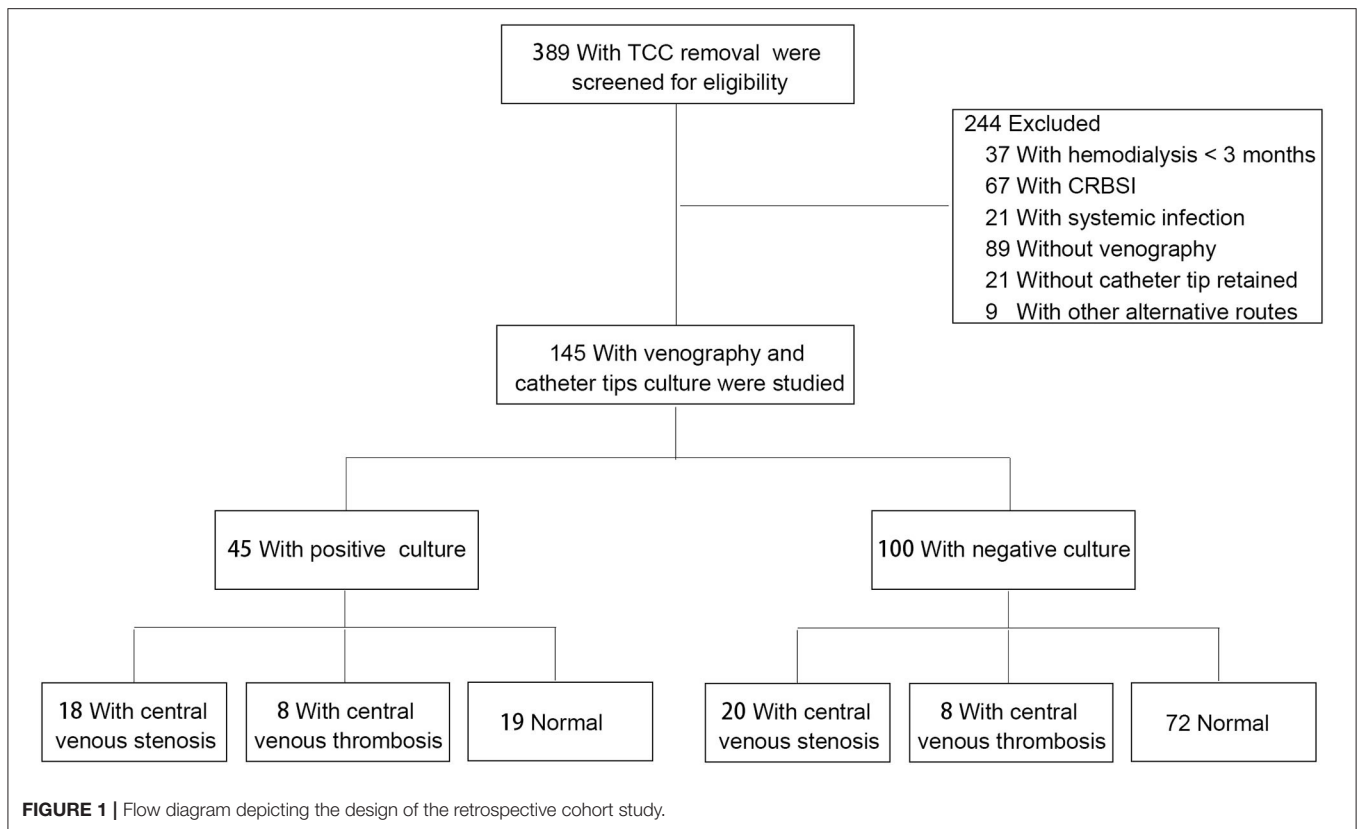 389 With TCC removal were
screened for eligibility
244 Excluded
37 With hemodialysis < 3 months
67 With CRBSI
21 With systemic infection
89 Without venography
21 Without catheter tip retained
9 With other alternative routes
145 With venography and
catheter tips culture were studied
45 With positive culture
100 With negative culture
18 With central
venous stenosis
8 With central
venous thrombosis
19 Normal
20 With central
venous stenosis
8 With central
venous thrombosis
72 Normal
FIGURE 1 | Flow diagram depicting the design of the retrospective cohort study.